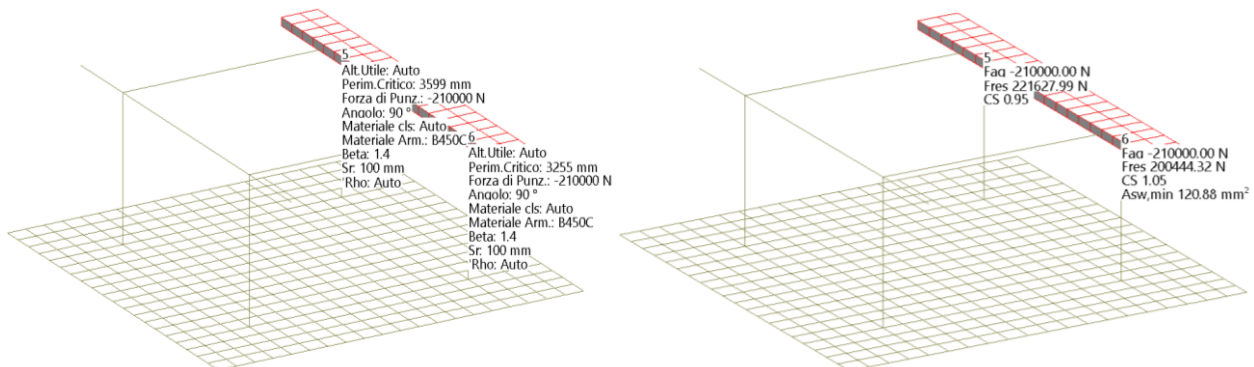 5
Alt.Utile: Auto
Perim.Critico: 3599 mm
Forza di Punz.: -210000 N
Angolo: 90 °
Materiale cls: Auto
Materiale Arm.: B450C
Beta: 1.4
Sr: 100 mm
Rho: Auto
6
Alt.Utile: Auto
Perim.Critico: 3255 mm
Forza di Punz.: -210000 N
Angolo: 90 °
Materiale cls: Auto
Materiale Arm.: B450C
Beta: 1.4
Sr: 100 mm
Rho: Auto
5
Fag -210000.00 N
Fres 221627.99 N
CS 0.95
6
Fag -210000.00 N
Fres 200444.32 N
CS 1.05
Asw,min 120.88 mm²